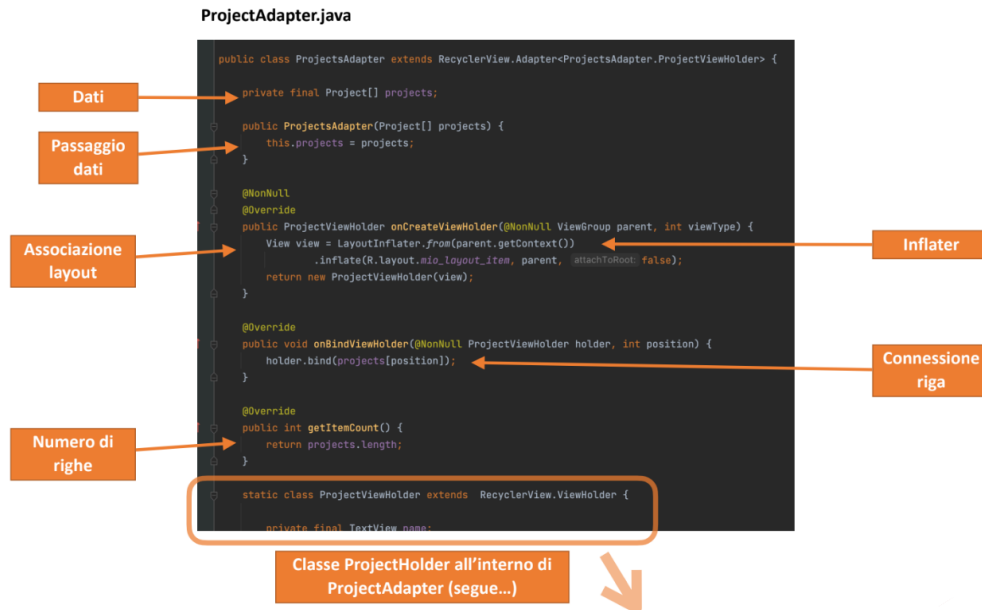 ProjectAdapter.java
public class ProjectsAdapter extends RecyclerView.Adapter<ProjectsAdapter.ProjectViewHolder> {
Dati
private final Project[] projects;
public ProjectsAdapter(Project[] projects) {
Passaggio
dati
this.projects = projects;
}
@NonNull
@Override
public ProjectViewHolder onCreateViewHolder(@NonNull ViewGroup parent, int viewType) {
Associazione
layout
View view = LayoutInflater.from(parent.getContext())
Inflater
.inflate(R.layout.mio_layout_item, parent, attachToRoot: false);
return new ProjectViewHolder(view);
}
@Override
public void onBindViewHolder(@NonNull ProjectViewHolder holder, int position) {
holder.bind(projects[position]);
Connessione
riga
}
@Override
public int getItemCount() {
Numero di
righe
return projects.length;
}
static class ProjectViewHolder extends RecyclerView.ViewHolder {
private final TextView name;
Classe ProjectHolder all'interno di
ProjectAdapter (segue…)